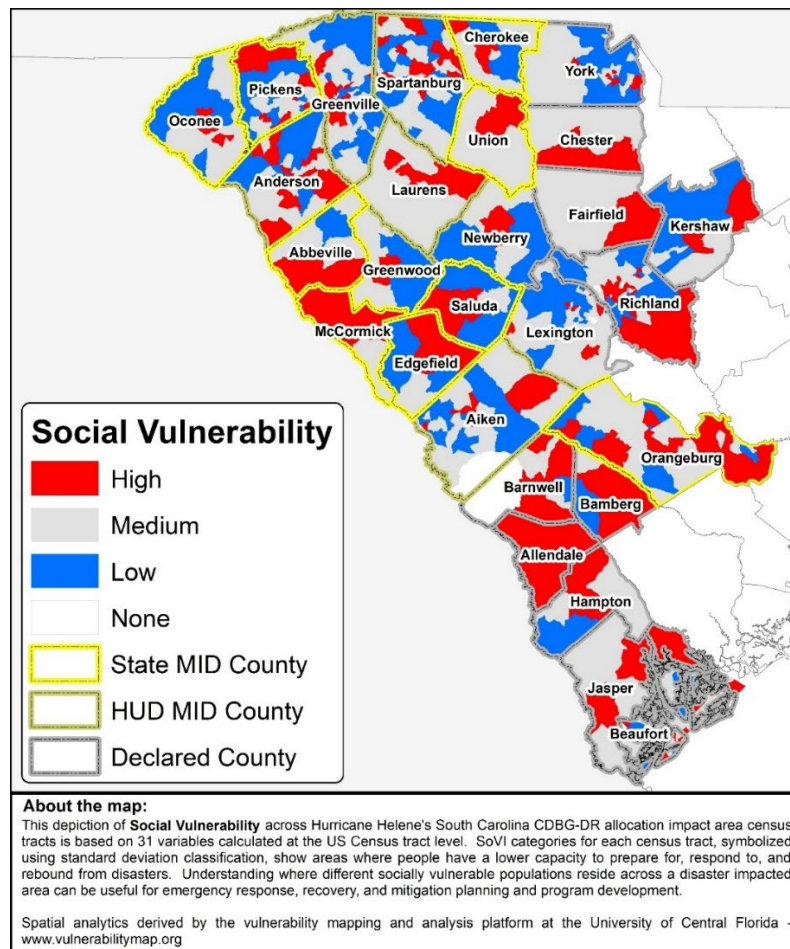 Cherokee
York
Pickens
Spartanburg
Greenville
Oconee
Union
Chester
Anderson
Laurens
Fairfield
Kershaw
Newberry
Abbeville
Greenwood
Saluda
Richland
McCormick
Lexington
Edgefield
Aiken
Orangeburg
Barnwell
Bamberg
Allendale
Hampton
Jasper
Beaufort
Social Vulnerability
High
Medium
Low
None
State MID County
HUD MID County
Declared County
About the map:
This depiction of Social Vulnerability across Hurricane Helene's South Carolina CDBG-DR allocation impact area census
tracts is based on 31 variables calculated at the US Census tract level. SoVI categories for each census tract, symbolized
using standard deviation classification, show areas where people have a lower capacity to prepare for, respond to, and
rebound from disasters. Understanding where different socially vulnerable populations reside across a disaster impacted
area can be useful for emergency response, recovery, and mitigation planning and program development.
Spatial analytics derived by the vulnerability mapping and analysis platform at the University of Central Florida -
www.vulnerabilitymap.org